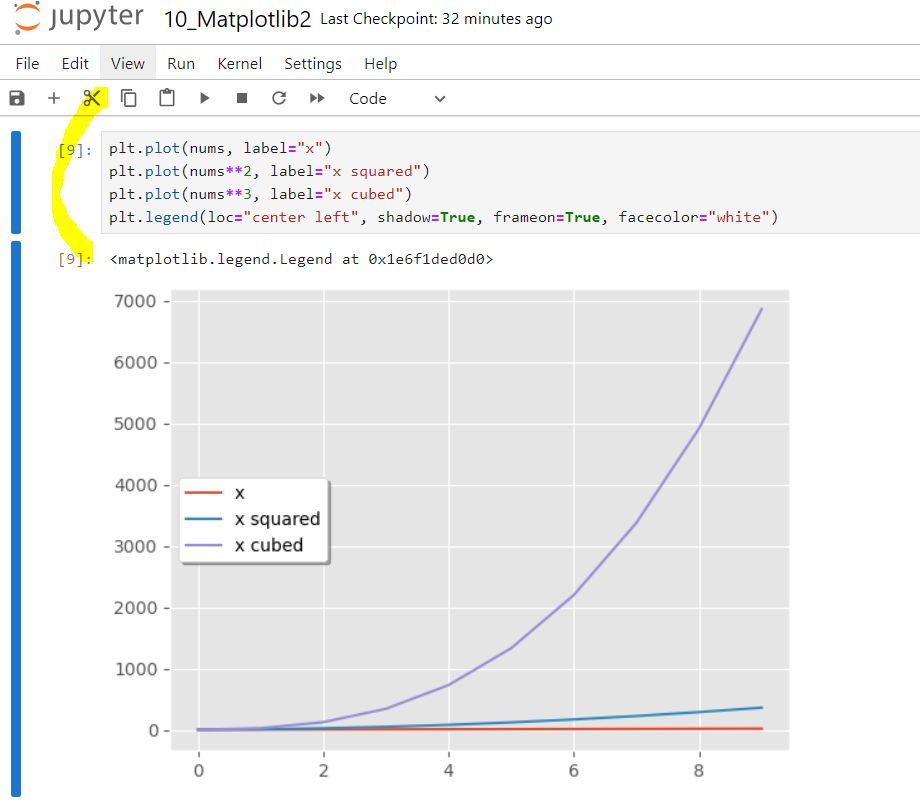 jupyter 10_Matplotlib2 Last Checkpoint: 32 minutes ago
File Edit View Run Kernel Settings Help
Code
[9]: plt.plot(nums, label="x")
plt.plot(nums**2, label="x squared")
plt.plot(nums**3, label="x cubed")
plt.legend(loc="center left", shadow=True, frameon=True, facecolor="white")
[9]: <matplotlib.legend.Legend at 0x1e6f1ded0d0>
7000
6000
5000
4000
x
x squared
3000
x cubed
2000
1000
0
0 2 4 6 8